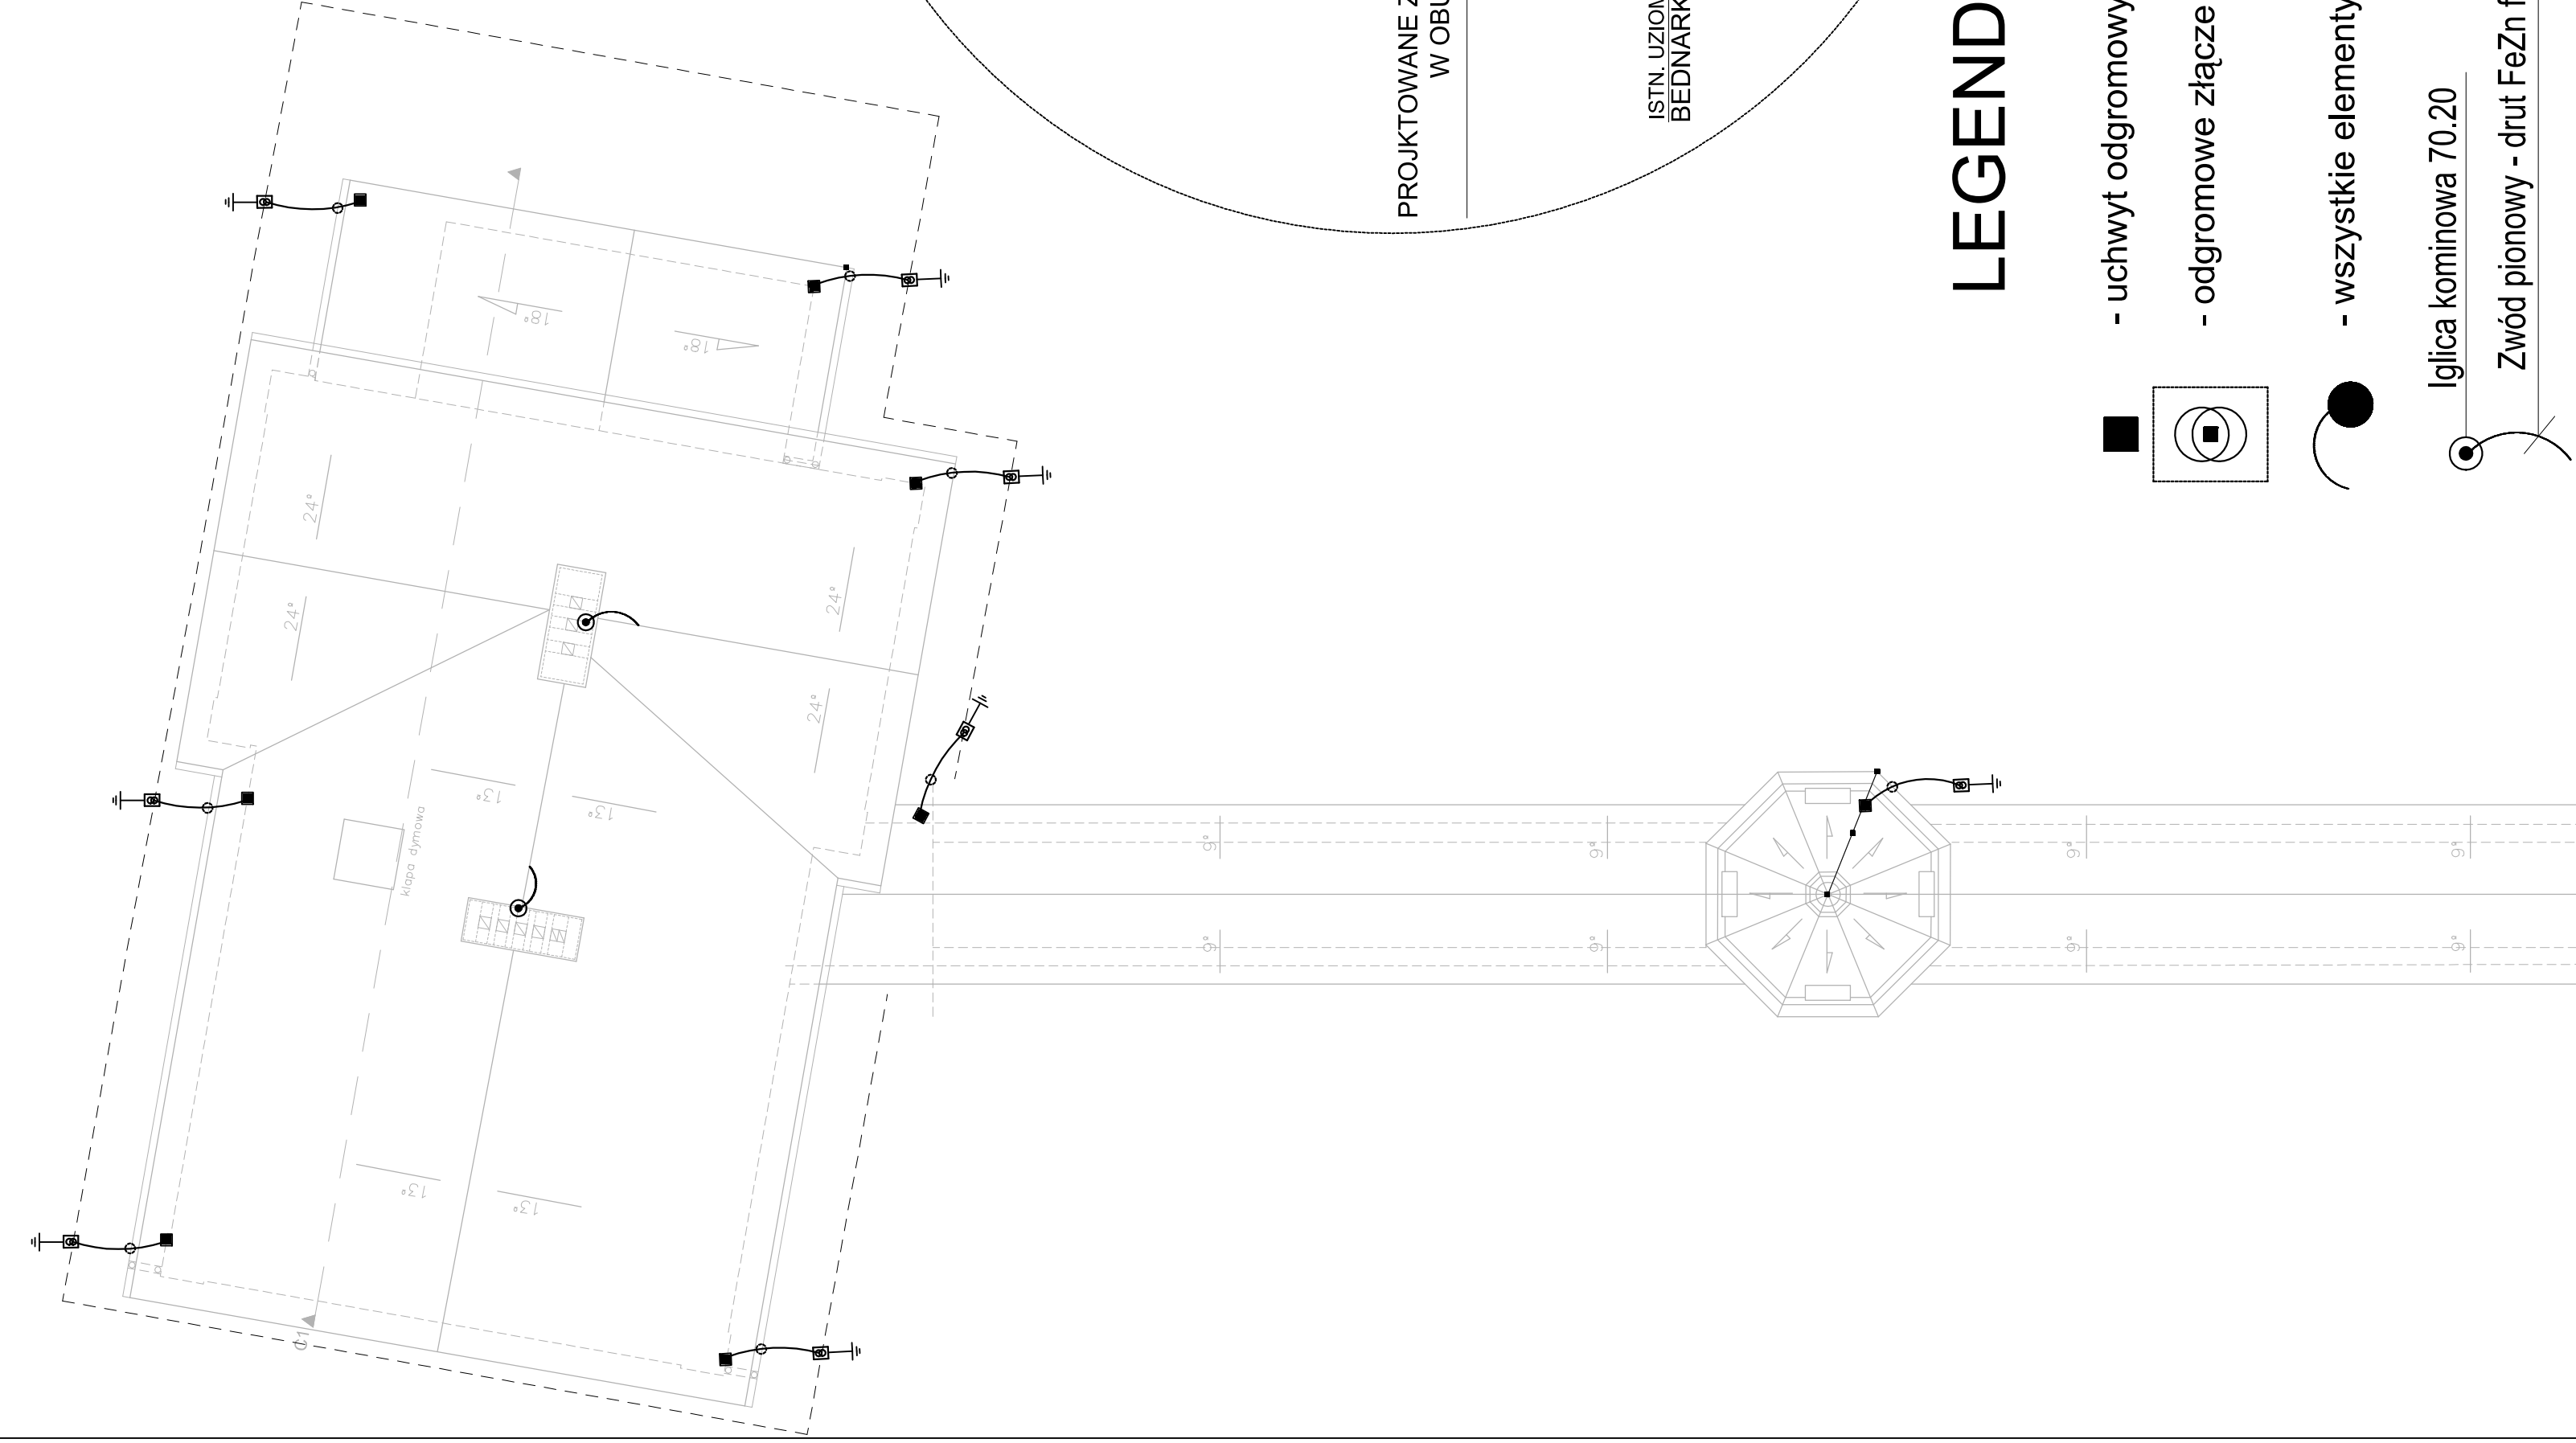 PROJKTOWANE Z
W OBU
ISTN. UZIOM
BEDNARK
LEGEND
- uchwyt odgromowy
- odgromowe złącze
- wszystkie elementy
Iglica kominowa 70.20
Zwód pionowy - drut FeZn f
18°
18°
24°
24°
24°
24°
13°
13°
klapa dymowa
13°
13°
C1
9°
9°
9°
9°
9°
9°
9°
9°